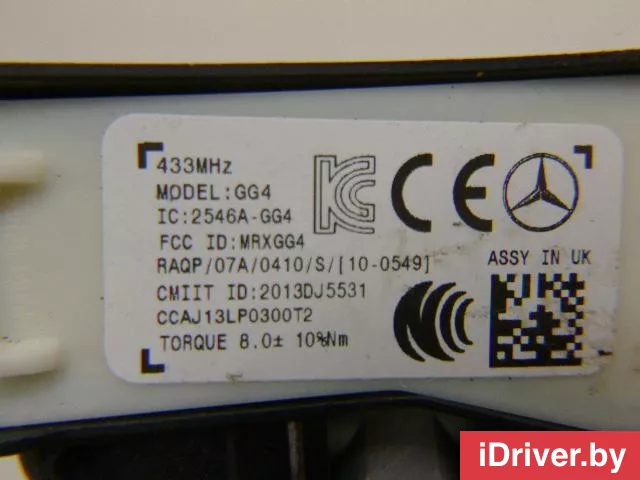 433MHz
MODEL:GG4
IC:2546A-GG4
FCC ID:MRXGG4
RAQP/07A/0410/S/[10-0549]
CMIIT ID:2013DJ5531
CCAJ13LP0300T2
TORQUE 8.0± 10%Nm
CE
ASSY IN UK
iDriver.by